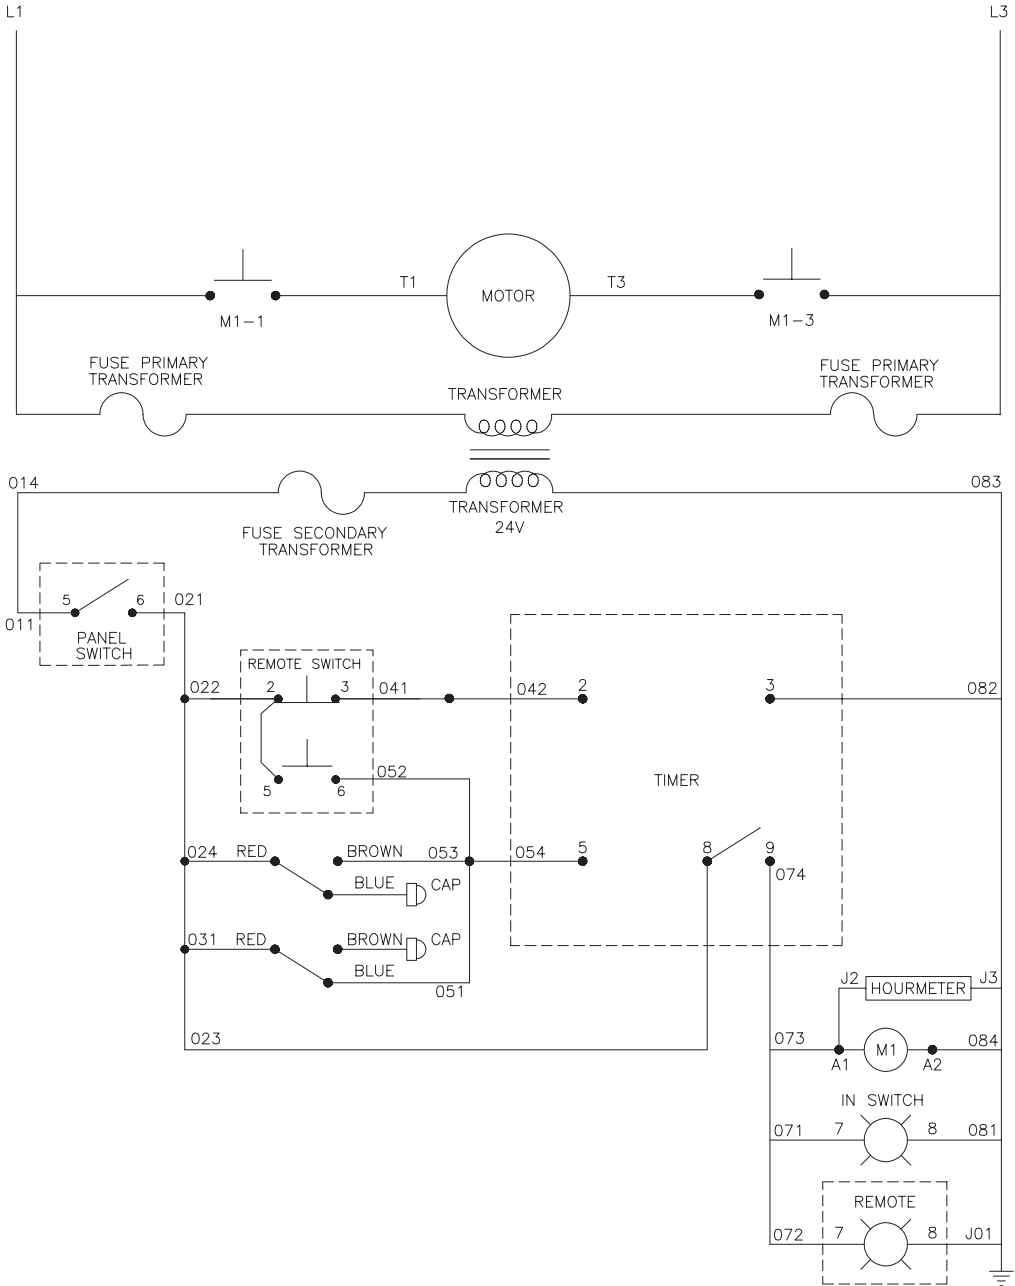 L1
L3
T1
MOTOR
T3
M1-1
M1-3
FUSE PRIMARY
TRANSFORMER
FUSE PRIMARY
TRANSFORMER
TRANSFORMER
014
083
TRANSFORMER
24V
FUSE SECONDARY
TRANSFORMER
5
6
021
011
PANEL
SWITCH
REMOTE SWITCH
022
2
3
041
042
2
3
082
052
5
6
TIMER
024
RED
BROWN
053
054
5
8
9
074
BLUE
CAP
031
RED
BROWN
CAP
BLUE
051
J2
HOURMETER
J3
023
073
M1
084
A1
A2
IN SWITCH
071
7
8
081
REMOTE
072
7
8
J01